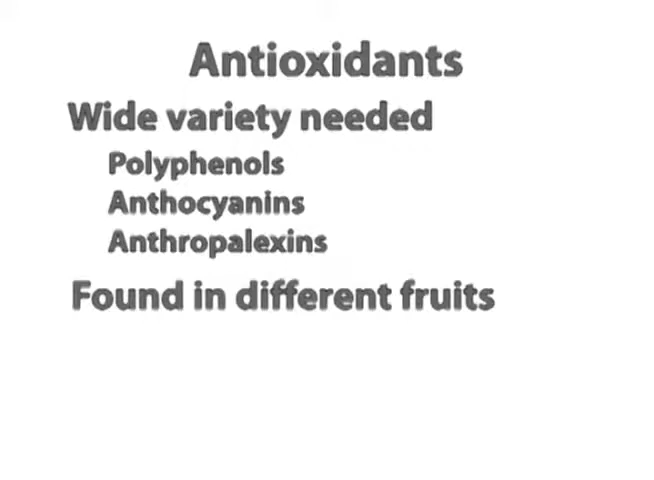 Antioxidants
Wide variety needed
Polyphenols
Anthocyanins
Anthropalexins
Found in different fruits